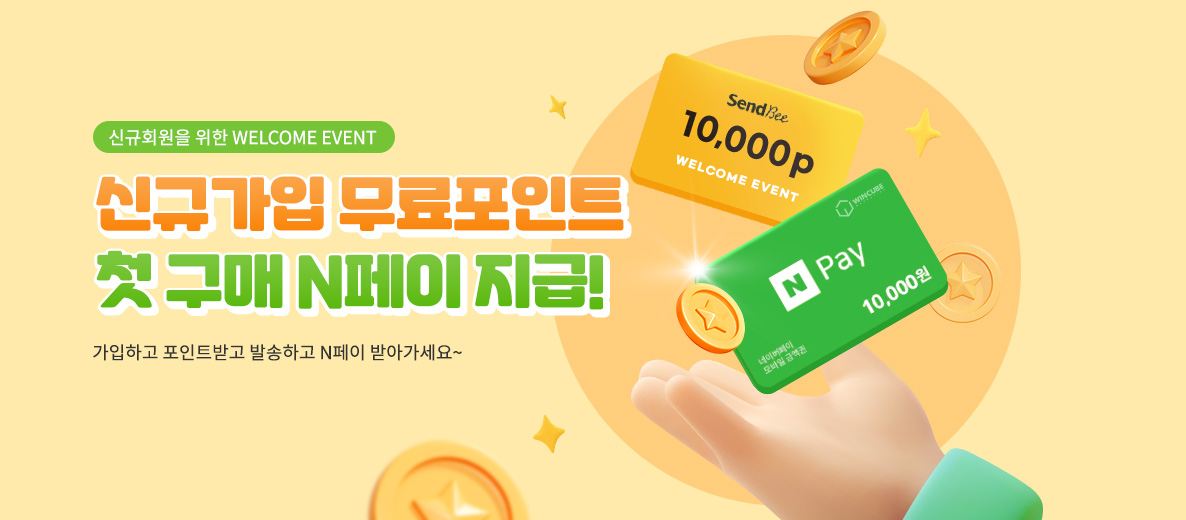 신규회원을 위한 WELCOME EVENT
신규가입 무료포인트
첫 구매 N페이 지급!
가입하고 포인트받고 발송하고 N페이 받아가세요~
SendBee
10,000p
WELCOME EVENT
WINCUBE
N Pay
10,000원
네이버페이
모바일 금액권